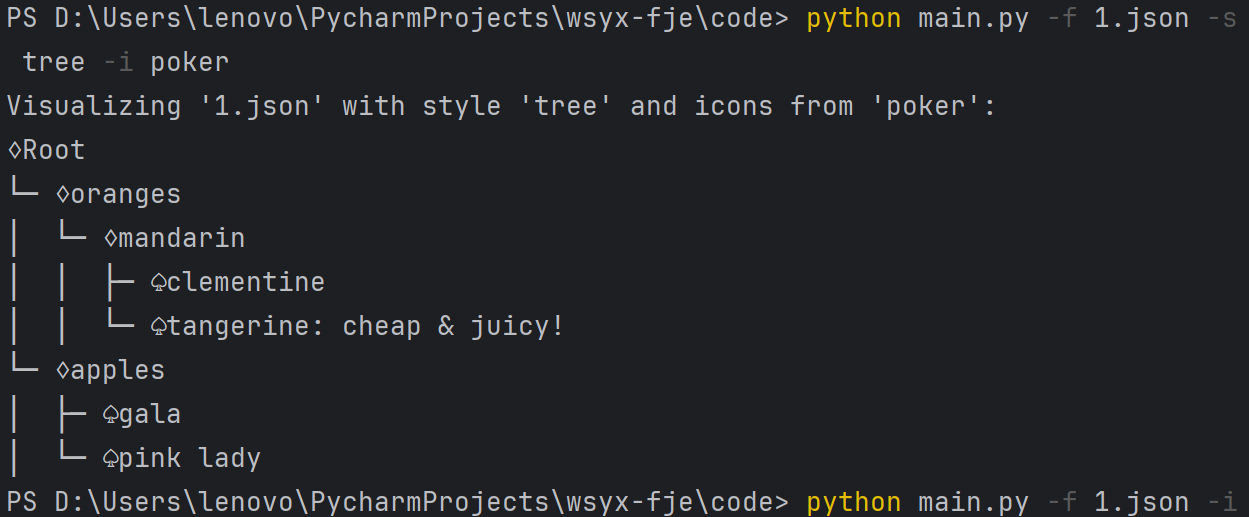 PS D:\Users\lenovo\PycharmProjects\wsyx-fje\code> python main.py -f 1.json -s
 tree -i poker
Visualizing '1.json' with style 'tree' and icons from 'poker':
◊Root
└─ ◊oranges
│  └─ ◊mandarin
│  │  ├─ ♤clementine
│  │  └─ ♤tangerine: cheap & juicy!
└─ ◊apples
│  ├─ ♤gala
│  └─ ♤pink lady
PS D:\Users\lenovo\PycharmProjects\wsyx-fje\code> python main.py -f 1.json -i